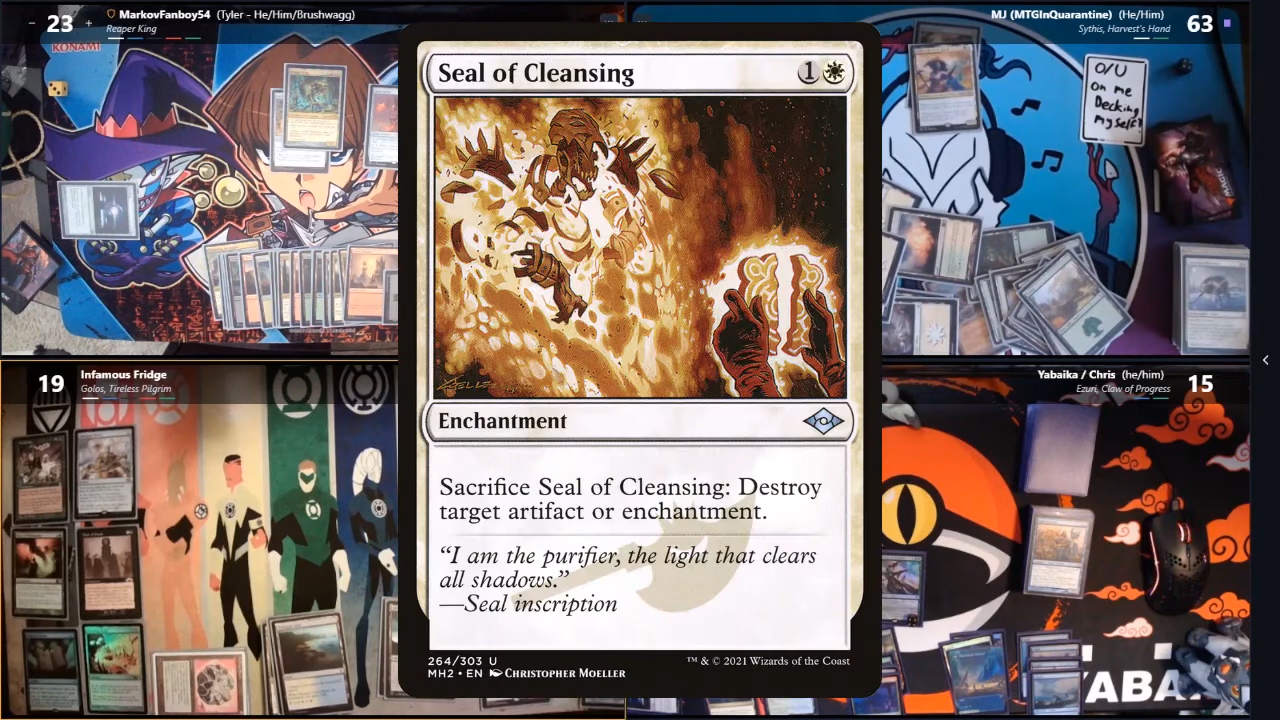 23
MarkovFanboy54 (Tyler - He/Him/Brushwagg)
Reaper King
KONAMI
MJ (MTGInQuarantine) (He/Him)
Sythis, Harvest's Hand
63
O/U
On me
Decking
myself?
Seal of Cleansing
1
Enchantment
Sacrifice Seal of Cleansing: Destroy
target artifact or enchantment.
“I am the purifier, the light that clears
all shadows.”
—Seal inscription
264/303 U
MH2 • EN Christopher Moeller
™ & © 2021 Wizards of the Coast
19
Infamous Fridge
Golos, Tireless Pilgrim
Yabaika / Chris (he/him)
Ezuri, Claw of Progress
15
YABA